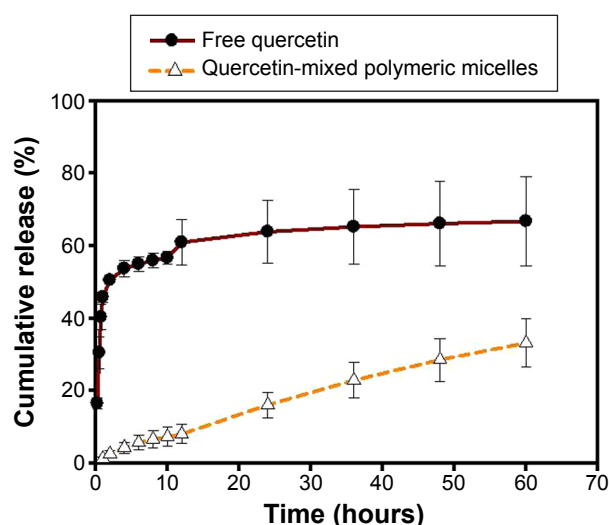 Free quercetin
Quercetin-mixed polymeric micelles
100
80
60
40
20
0
Cumulative release (%)
0 10 20 30 40 50 60 70
Time (hours)